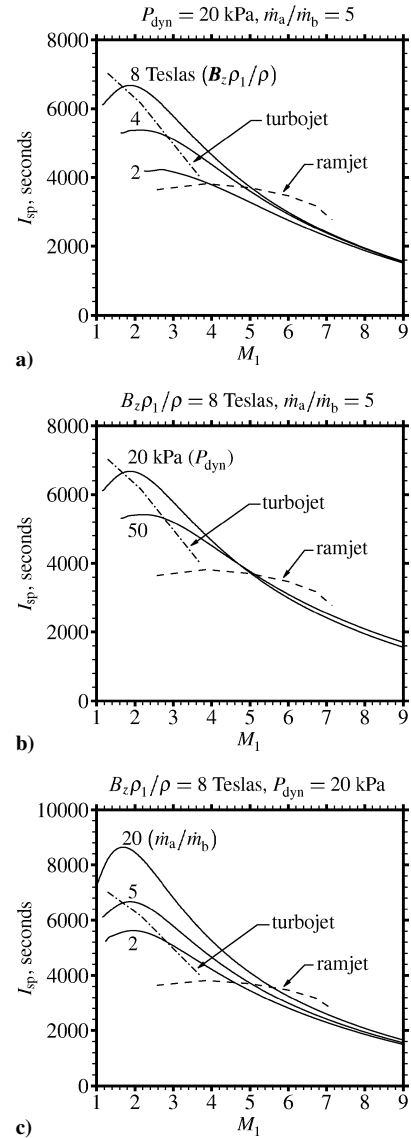 P_dyn = 20 kPa, ṁ_a/ṁ_b = 5
8000
6000
4000
2000
0
I_sp, seconds
8 Teslas (B_zρ_1/ρ)
4
2
turbojet
ramjet
1 2 3 4 5 6 7 8 9
M_1
a)
B_zρ_1/ρ = 8 Teslas, ṁ_a/ṁ_b = 5
8000
6000
4000
2000
0
I_sp, seconds
20 kPa (P_dyn)
50
turbojet
ramjet
1 2 3 4 5 6 7 8 9
M_1
b)
B_zρ_1/ρ = 8 Teslas, P_dyn = 20 kPa
10000
8000
6000
4000
2000
0
I_sp, seconds
20 (ṁ_a/ṁ_b)
5
2
turbojet
ramjet
1 2 3 4 5 6 7 8 9
M_1
c)